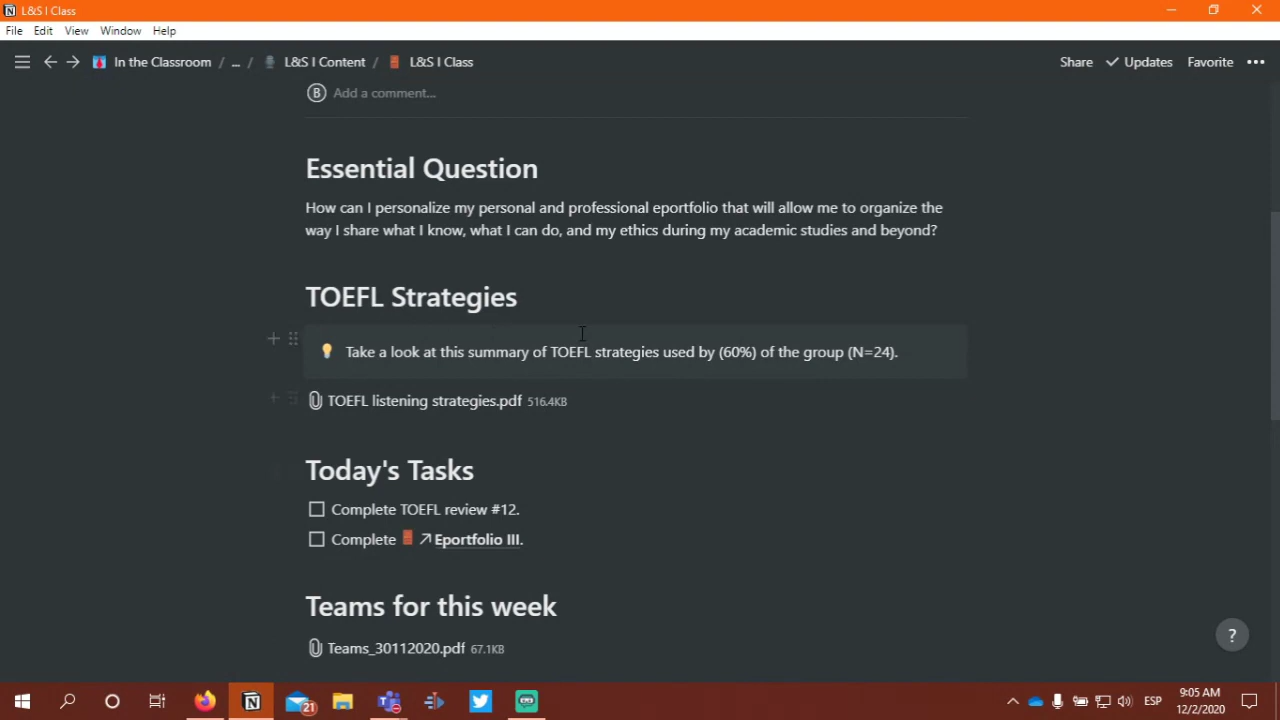 L&S I Class
File Edit View Window Help
In the Classroom / ... / L&S I Content / L&S I Class
Share Updates Favorite
B Add a comment...
Essential Question
How can I personalize my personal and professional eportfolio that will allow me to organize the
way I share what I know, what I can do, and my ethics during my academic studies and beyond?
TOEFL Strategies
Take a look at this summary of TOEFL strategies used by (60%) of the group (N=24).
TOEFL listening strategies.pdf 516.4KB
Today's Tasks
Complete TOEFL review #12.
Complete Eportfolio III.
Teams for this week
Teams_30112020.pdf 67.1KB
?
21
ESP
9:05 AM
12/2/2020